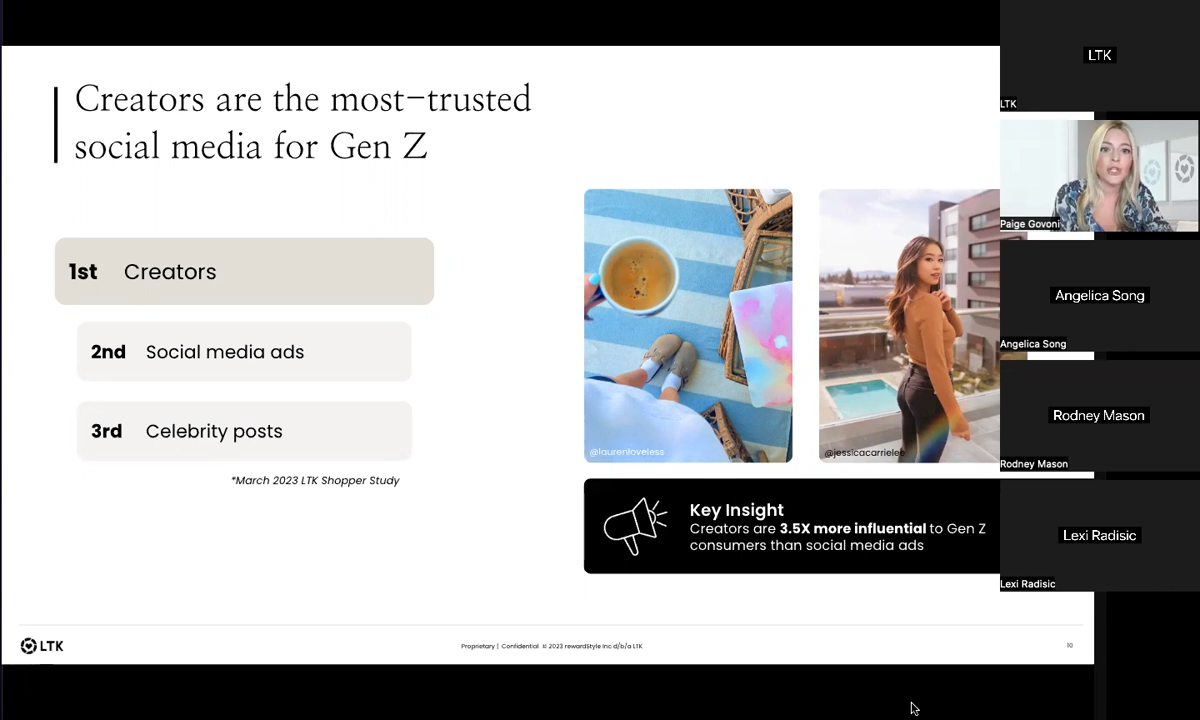 Creators are the most-trusted
social media for Gen Z
1st Creators
2nd Social media ads
3rd Celebrity posts
*March 2023 LTK Shopper Study
@laurenloveless
@jessicacarrielee
Key Insight
Creators are 3.5X more influential to Gen Z
consumers than social media ads
LTK
Proprietary | Confidential © 2023 rewardStyle Inc d/b/a LTK
10
LTK
LTK
Paige Govoni
Angelica Song
Angelica Song
Rodney Mason
Rodney Mason
Lexi Radisic
Lexi Radisic